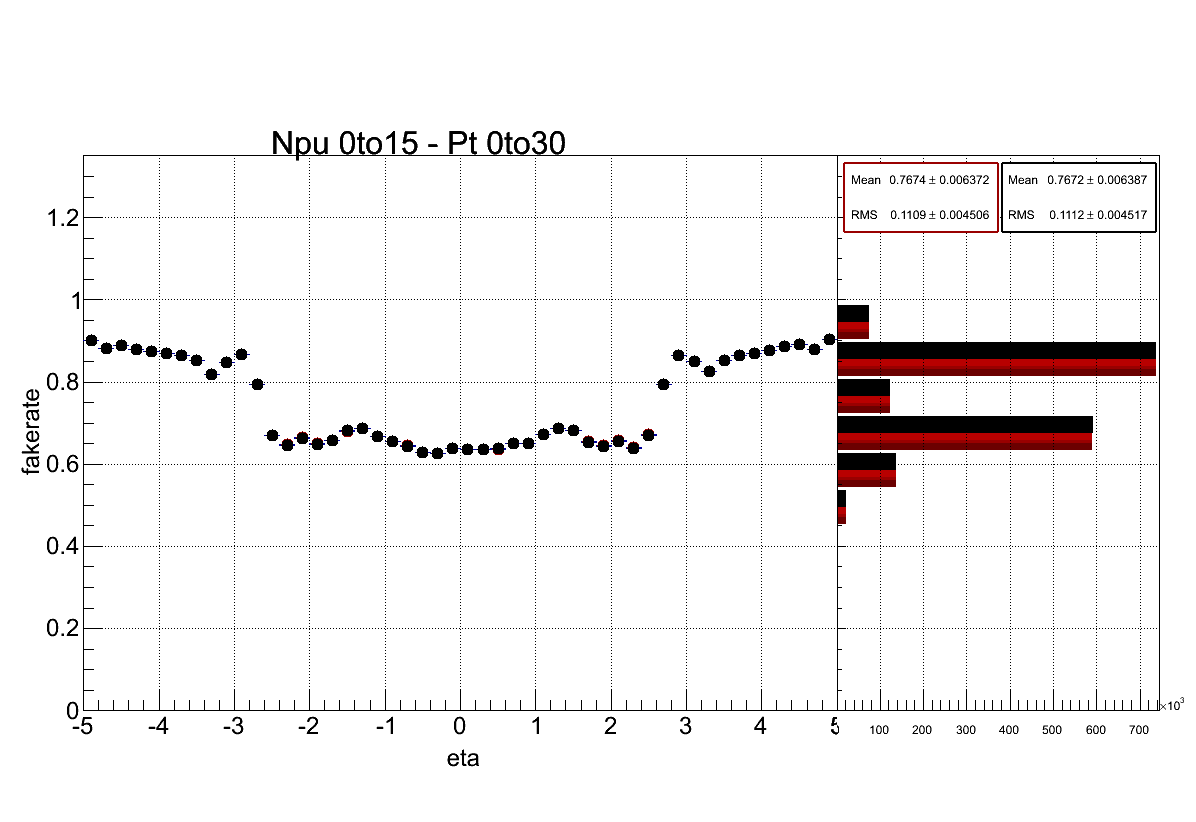 Npu 0to15 - Pt 0to30
Mean 0.7674 ± 0.006372
RMS 0.1109 ± 0.004506
Mean 0.7672 ± 0.006387
RMS 0.1112 ± 0.004517
fakerate
1.2
1
0.8
0.6
0.4
0.2
0
-5 -4 -3 -2 -1 0 1 2 3 4
100 200 300 400 500 600 700
×10³
eta